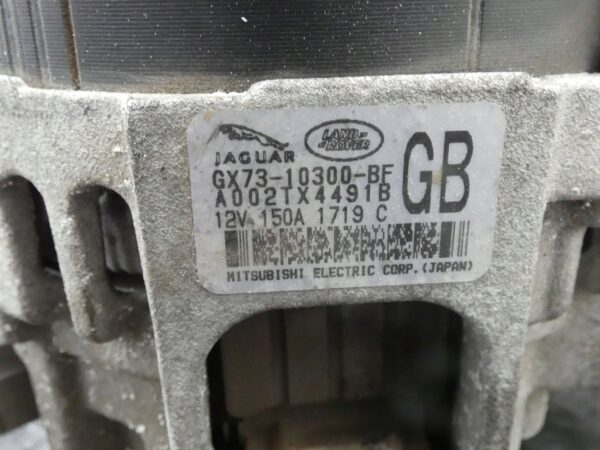 JAGUAR
LAND ROVER
GX73-10300-BF
A002TX4491B
12V 150A 1719 C
GB
MITSUBISHI ELECTRIC CORP.(JAPAN)